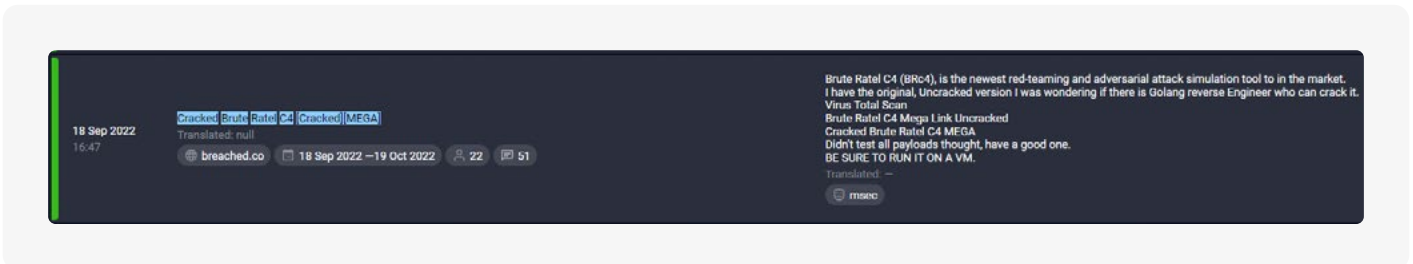 18 Sep 2022
16:47
Cracked Brute Ratel C4 [Cracked][MEGA]
Translated: null
breached.co
18 Sep 2022 —19 Oct 2022
22
51
Brute Ratel C4 (BRc4), is the newest red-teaming and adversarial attack simulation tool to in the market.
I have the original, Uncracked version I was wondering if there is Golang reverse Engineer who can crack it.
Virus Total Scan
Brute Ratel C4 Mega Link Uncracked
Cracked Brute Ratel C4 MEGA
Didn't test all payloads thought, have a good one.
BE SURE TO RUN IT ON A VM.
Translated: —
msec